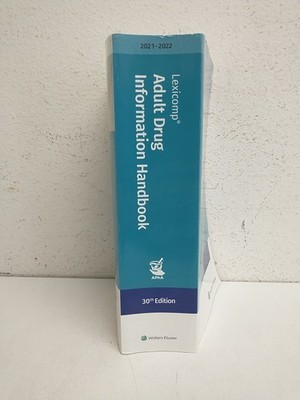 2021-2022
Lexicomp®
Adult Drug
Information Handbook
APhA
30th Edition
Wolters Kluwer